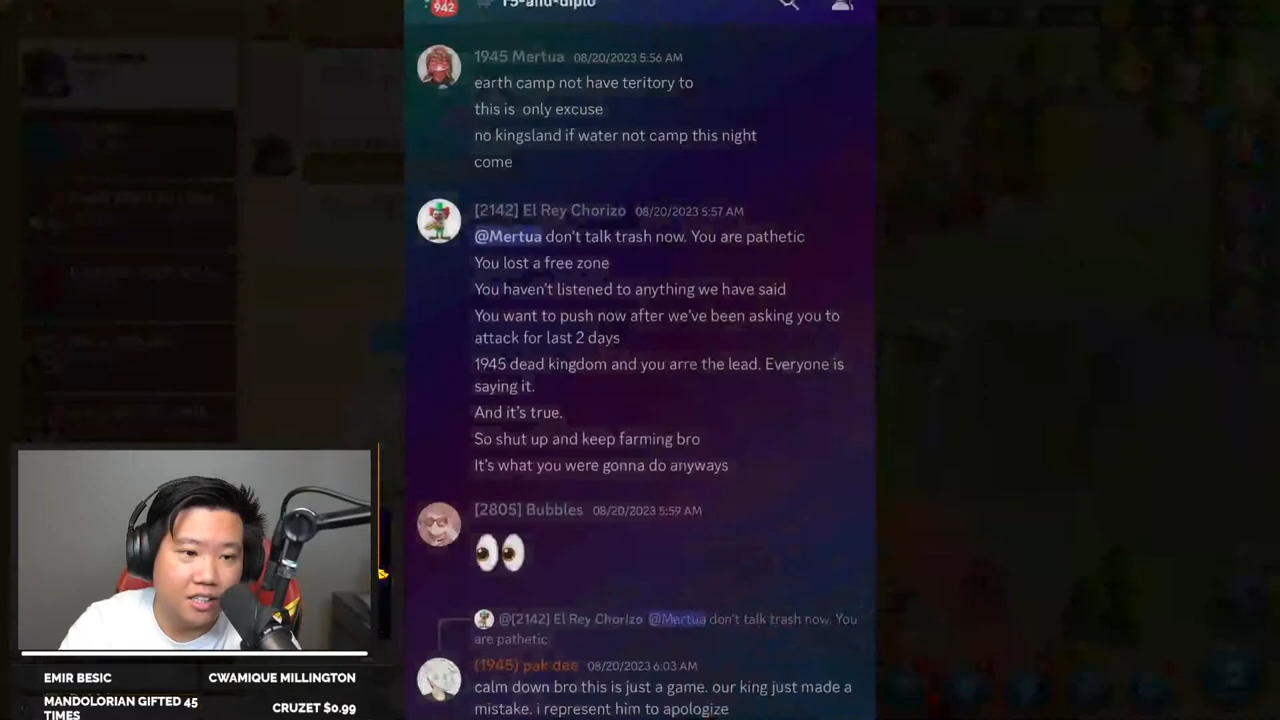 942
r5-and-diplo
1945 Mertua 08/20/2023 5:56 AM
earth camp not have teritory to
this is only excuse
no kingsland if water not camp this night
come
[2142] El Rey Chorizo 08/20/2023 5:57 AM
@Mertua don't talk trash now. You are pathetic
You lost a free zone
You haven't listened to anything we have said
You want to push now after we've been asking you to
attack for last 2 days
1945 dead kingdom and you arre the lead. Everyone is
saying it.
And it's true.
So shut up and keep farming bro
It's what you were gonna do anyways
[2805] Bubbles 08/20/2023 5:59 AM
@[2142] El Rey Chorizo @Mertua don't talk trash now. You
are pathetic
(1945) pak dee 08/20/2023 6:03 AM
calm down bro this is just a game. our king just made a
mistake. i represent him to apologize
EMIR BESIC
CWAMIQUE MILLINGTON
MANDOLORIAN GIFTED 45
TIMES
CRUZET $0.99